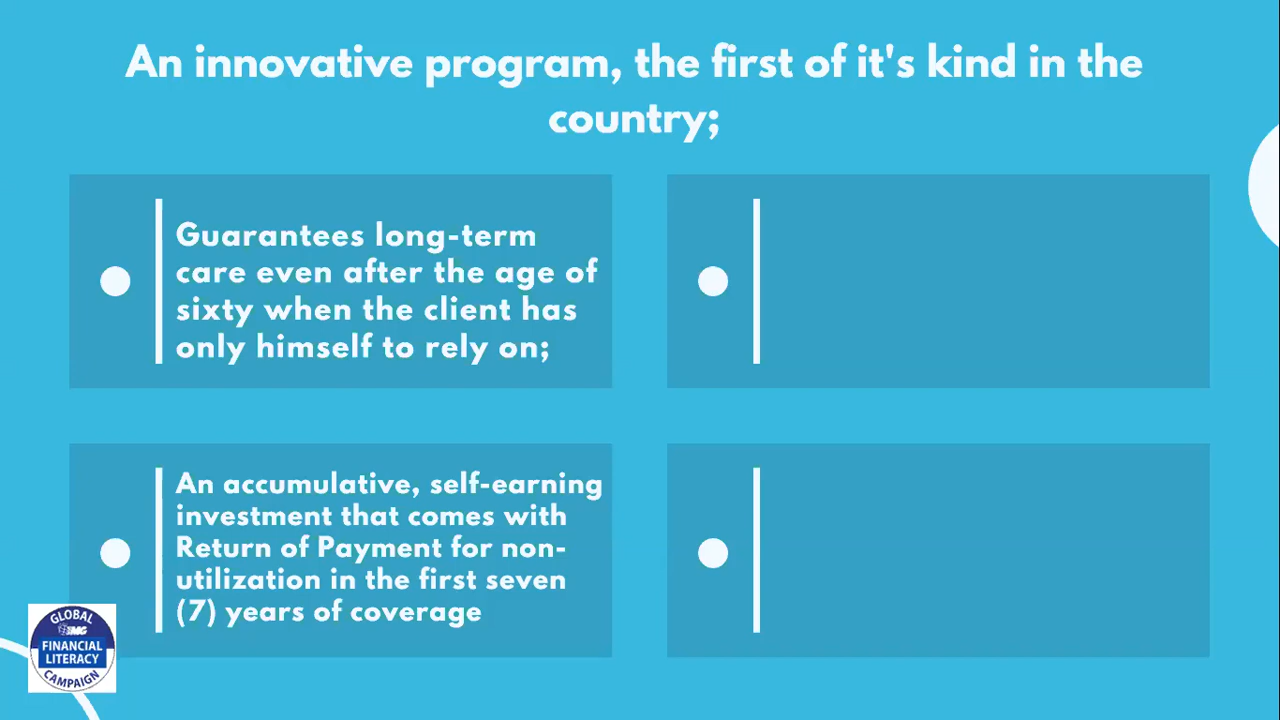 An innovative program, the first of it's kind in the
country;
Guarantees long-term
care even after the age of
sixty when the client has
only himself to rely on;
An accumulative, self-earning
investment that comes with
Return of Payment for non-
utilization in the first seven
(7) years of coverage
GLOBAL
IMG
FINANCIAL
LITERACY
CAMPAIGN